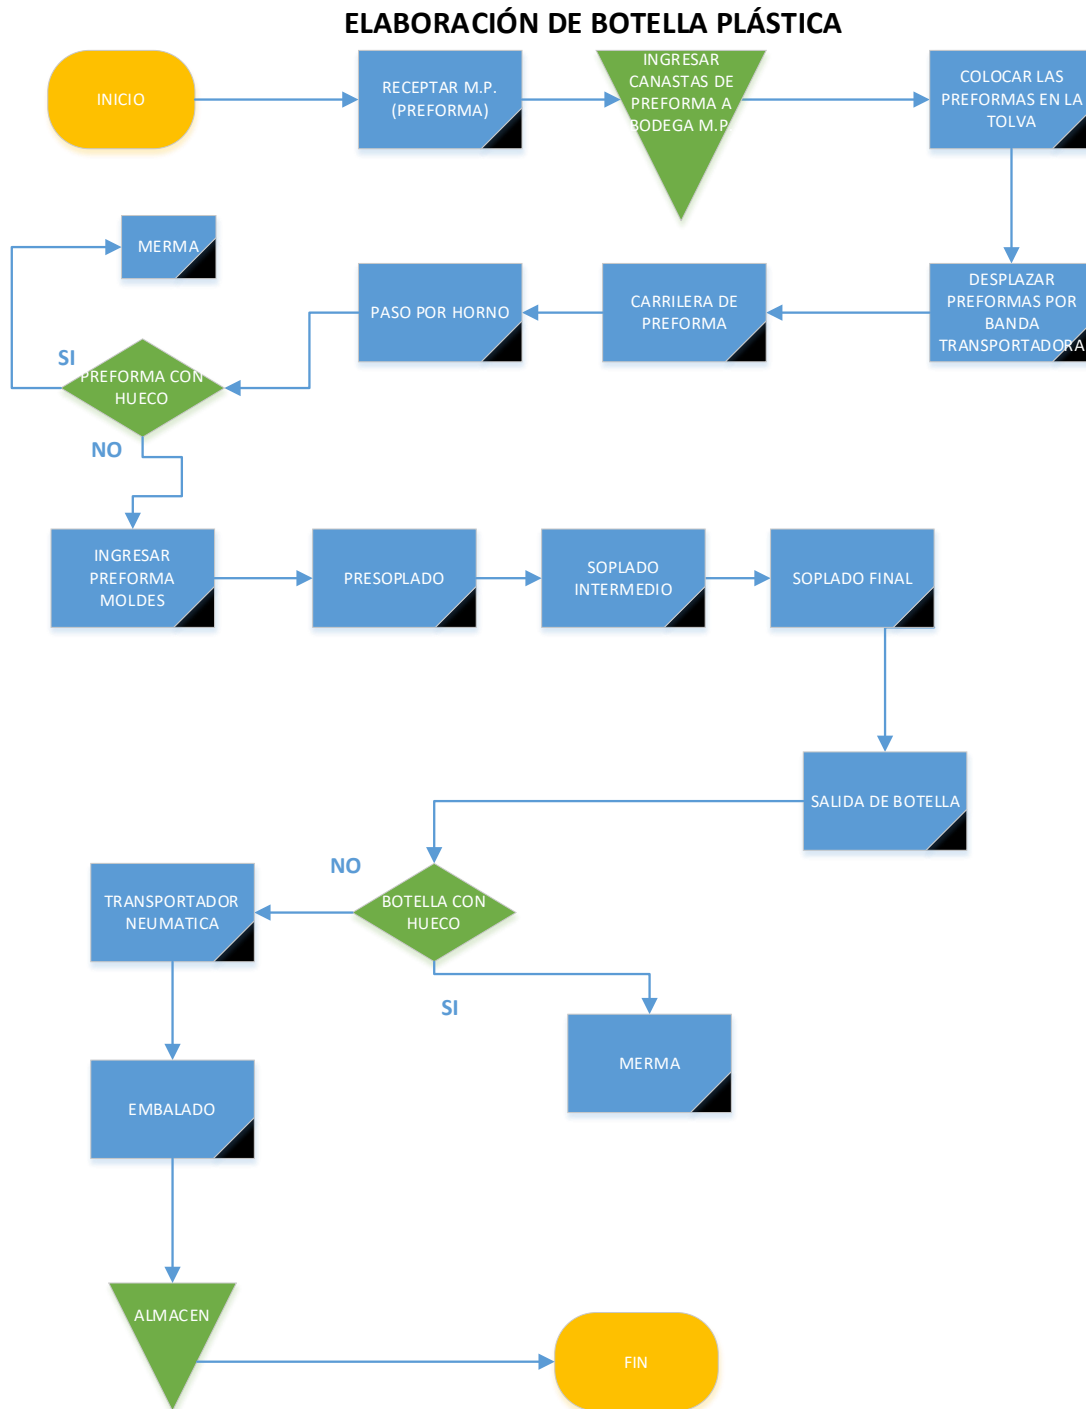 ELABORACIÓN DE BOTELLA PLÁSTICA
INICIO
RECEPTAR M.P.
(PREFORMA)
INGRESAR
CANASTAS DE
PREFORMA A
BODEGA M.P.
COLOCAR LAS
PREFORMAS EN LA
TOLVA
MERMA
PASO POR HORNO
CARRILERA DE
PREFORMA
DESPLAZAR
PREFORMAS POR
BANDA
TRANSPORTADORA
SI
PREFORMA CON
HUECO
NO
INGRESAR
PREFORMA
MOLDES
PRESOPLADO
SOPLADO
INTERMEDIO
SOPLADO FINAL
SALIDA DE BOTELLA
NO
TRANSPORTADOR
NEUMATICA
BOTELLA CON
HUECO
SI
MERMA
EMBALADO
ALMACEN
FIN